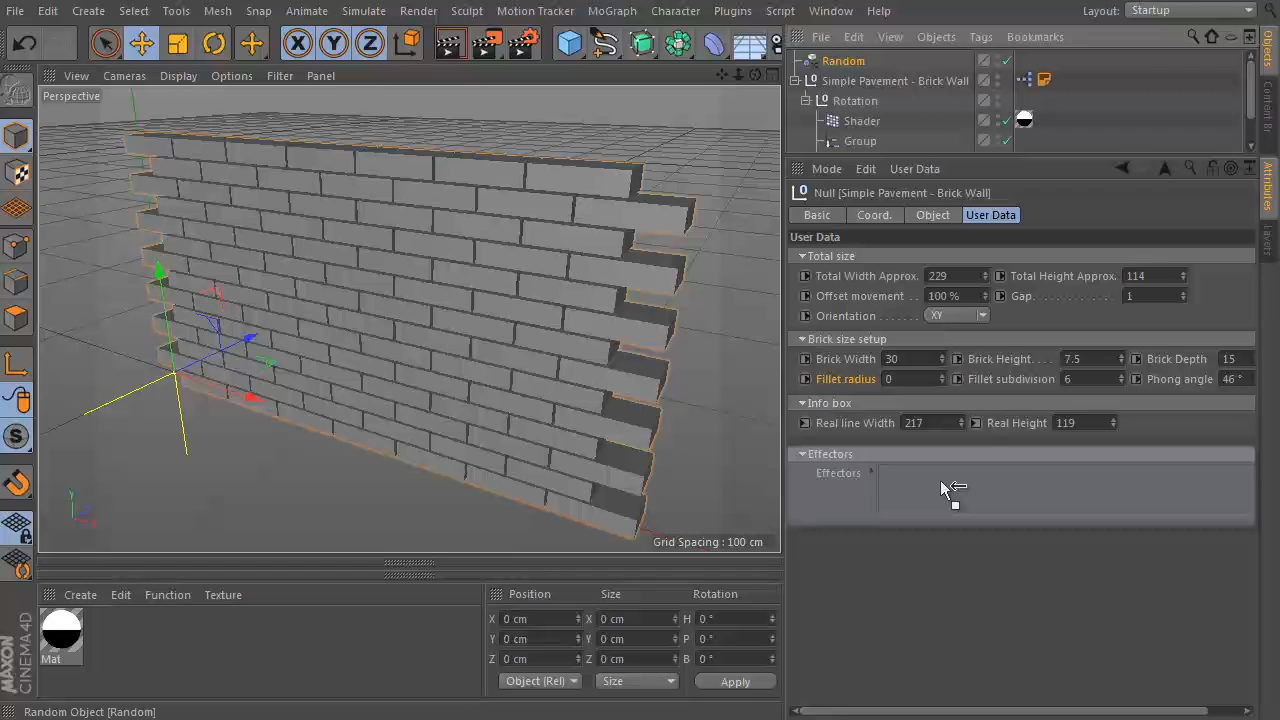 File Edit Create Select Tools Mesh Snap Animate Simulate Render Sculpt Motion Tracker MoGraph Character Plugins Script Window Help Layout: Startup
X Y Z
File Edit View Objects Tags Bookmarks
View Cameras Display Options Filter Panel
Perspective
Random
Simple Pavement - Brick Wall
Rotation
Shader
Group
Objects
Content Br
Attributes
Layers
Mode Edit User Data
Null [Simple Pavement - Brick Wall]
Basic Coord. Object User Data
User Data
Total size
Total Width Approx. 229 Total Height Approx. 114
Offset movement . . 100 % Gap. . . . . . . . . . . . 1
Orientation . . . . . . . XY
Brick size setup
Brick Width 30 Brick Height. . . . 7.5 Brick Depth 15
Fillet radius 0 Fillet subdivision 6 Phong angle 46 °
Info box
Real line Width 217 Real Height 119
Effectors
Effectors
Grid Spacing : 100 cm
Create Edit Function Texture
Mat
Position Size Rotation
X 0 cm X 0 cm H 0 °
Y 0 cm Y 0 cm P 0 °
Z 0 cm Z 0 cm B 0 °
Object (Rel) Size Apply
MAXON
CINEMA 4D
Random Object [Random]